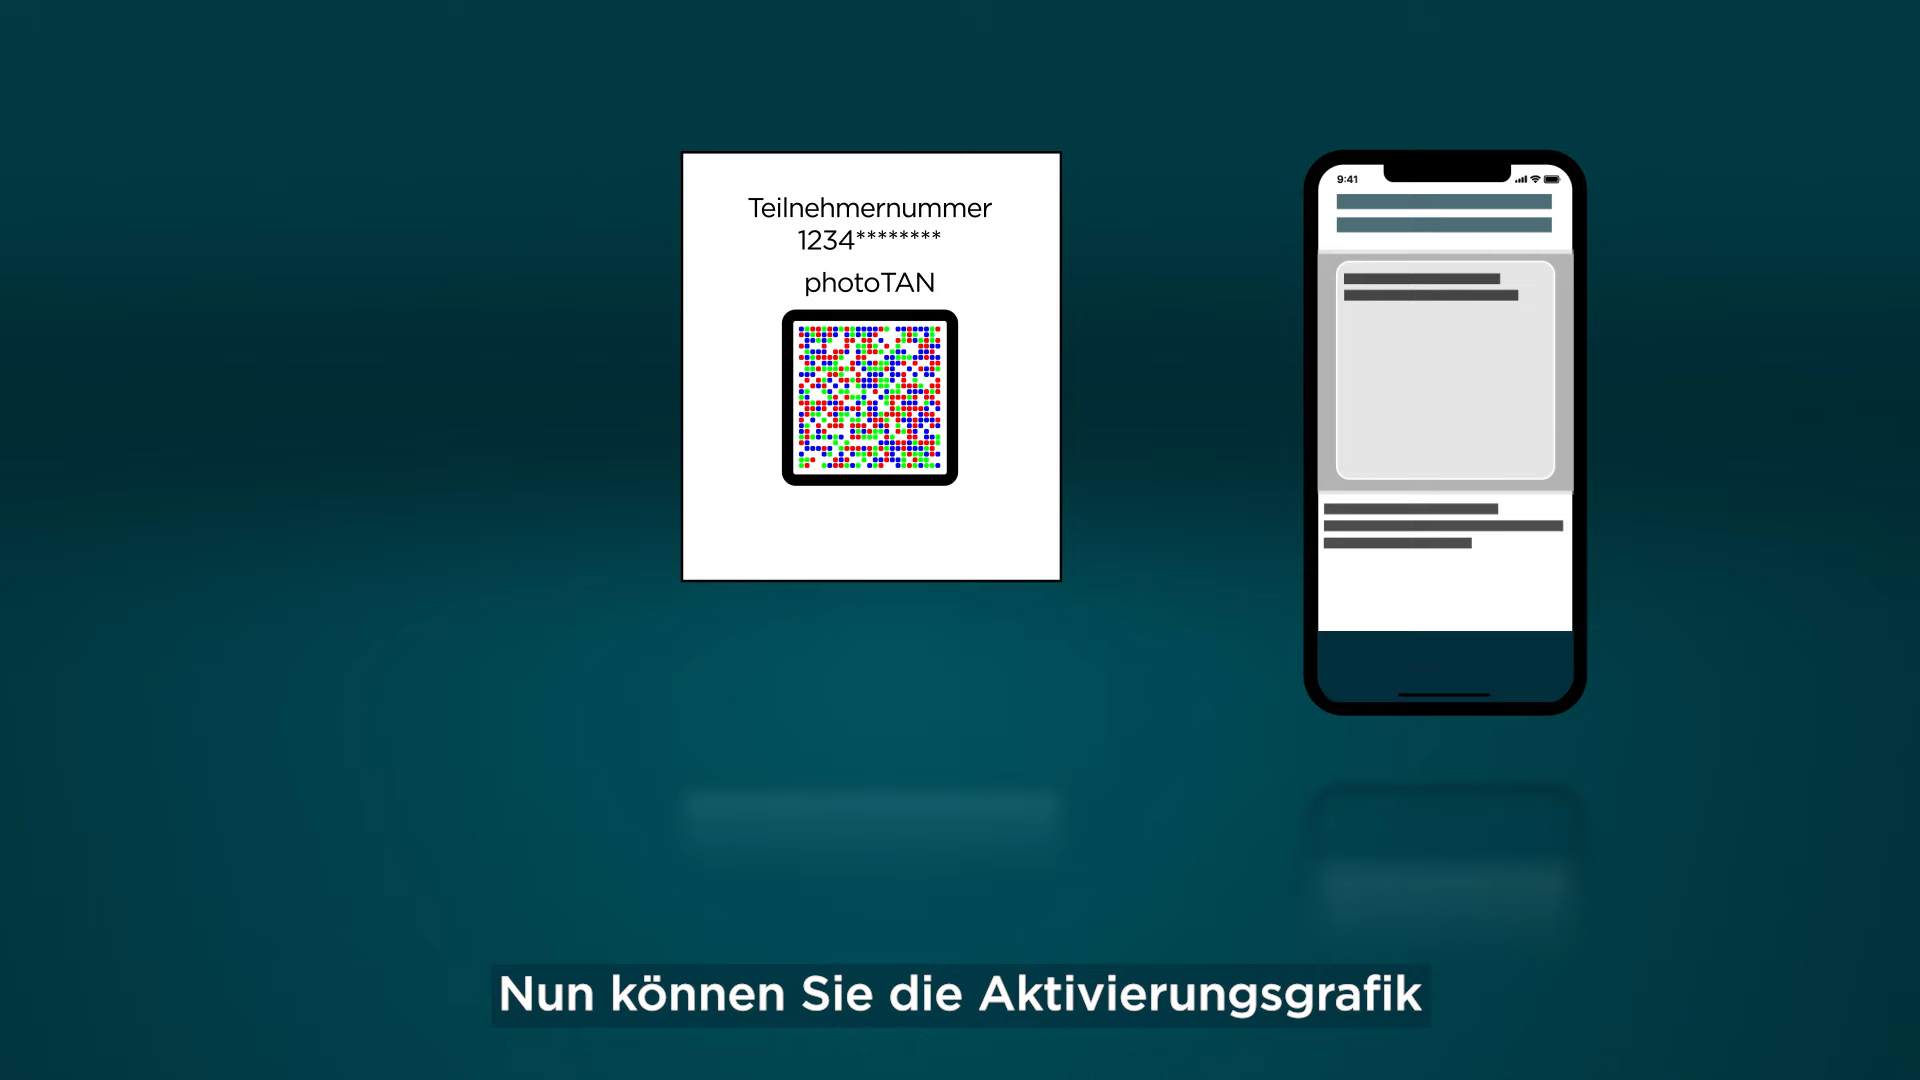 Teilnehmernummer
1234********
photoTAN
9:41
Nun können Sie die Aktivierungsgrafik